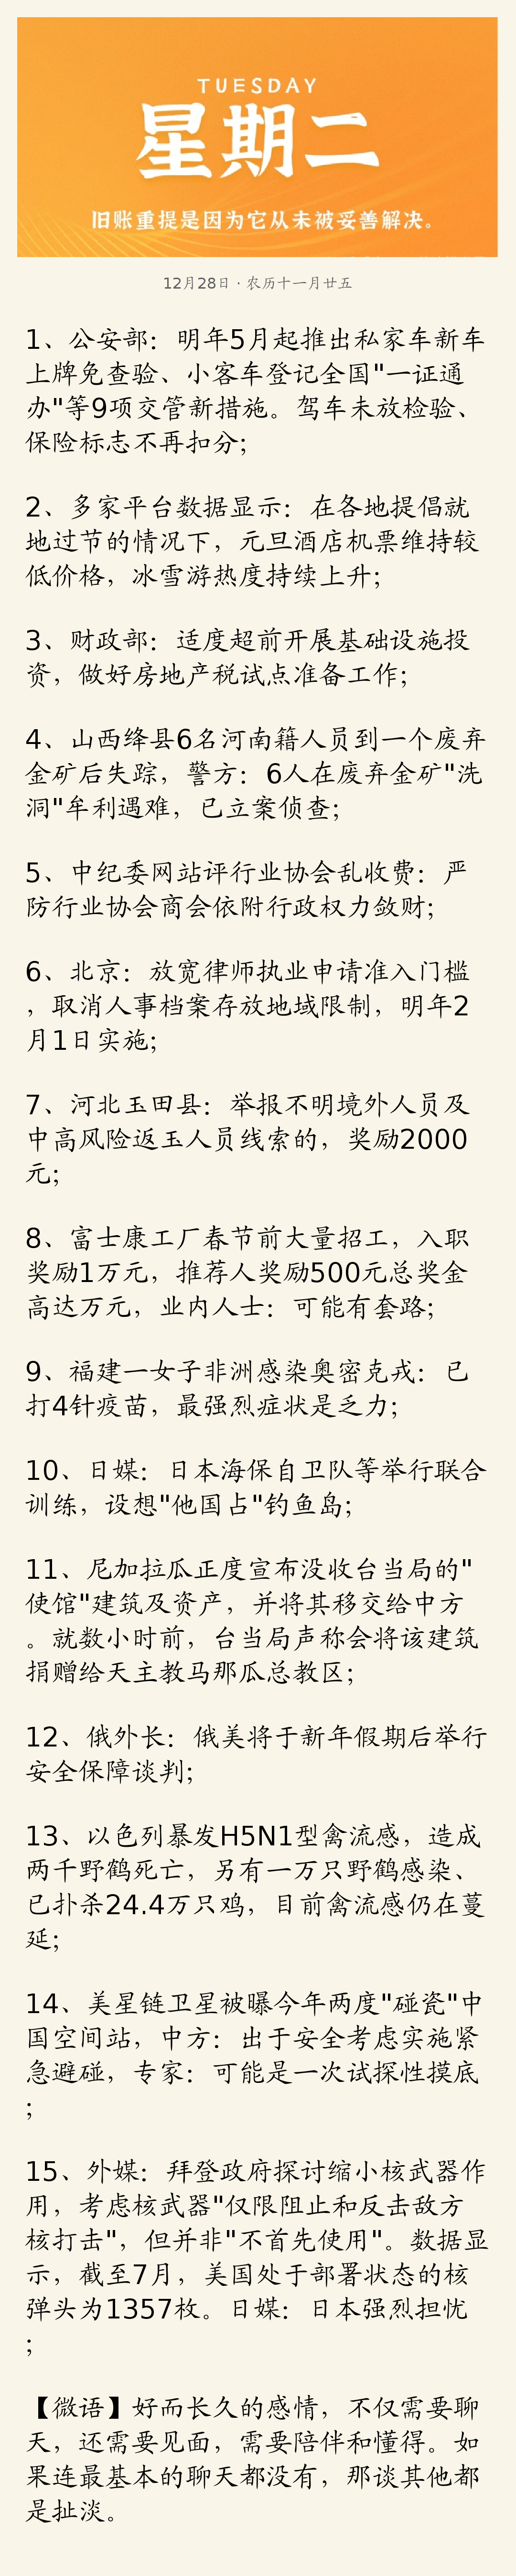 TUESDAY
星期二
旧账重提是因为它从未被妥善解决。
12月28日 · 农历十一月廿五
1、公安部：明年5月起推出私家车新车
上牌免查验、小客车登记全国"一证通
办"等9项交管新措施。驾车未放检验、
保险标志不再扣分；
2、多家平台数据显示：在各地提倡就
地过节的情况下，元旦酒店机票维持较
低价格，冰雪游热度持续上升；
3、财政部：适度超前开展基础设施投
资，做好房地产税试点准备工作；
4、山西绛县6名河南籍人员到一个废弃
金矿后失踪，警方：6人在废弃金矿"洗
洞"牟利遇难，已立案侦查；
5、中纪委网站评行业协会乱收费：严
防行业协会商会依附行政权力敛财；
6、北京：放宽律师执业申请准入门槛
，取消人事档案存放地域限制，明年2
月1日实施；
7、河北玉田县：举报不明境外人员及
中高风险返玉人员线索的，奖励2000
元；
8、富士康工厂春节前大量招工，入职
奖励1万元，推荐人奖励500元总奖金
高达万元，业内人士：可能有套路；
9、福建一女子非洲感染奥密克戎：已
打4针疫苗，最强烈症状是乏力；
10、日媒：日本海保自卫队等举行联合
训练，设想"他国占"钓鱼岛；
11、尼加拉瓜正度宣布没收台当局的"
使馆"建筑及资产，并将其移交给中方
。就数小时前，台当局声称会将该建筑
捐赠给天主教马那瓜总教区；
12、俄外长：俄美将于新年假期后举行
安全保障谈判；
13、以色列暴发H5N1型禽流感，造成
两千野鹤死亡，另有一万只野鹤感染、
已扑杀24.4万只鸡，目前禽流感仍在蔓
延；
14、美星链卫星被曝今年两度"碰瓷"中
国空间站，中方：出于安全考虑实施紧
急避碰，专家：可能是一次试探性摸底
；
15、外媒：拜登政府探讨缩小核武器作
用，考虑核武器"仅限阻止和反击敌方
核打击"，但并非"不首先使用"。数据显
示，截至7月，美国处于部署状态的核
弹头为1357枚。日媒：日本强烈担忧
；
【微语】好而长久的感情，不仅需要聊
天，还需要见面，需要陪伴和懂得。如
果连最基本的聊天都没有，那谈其他都
是扯淡。